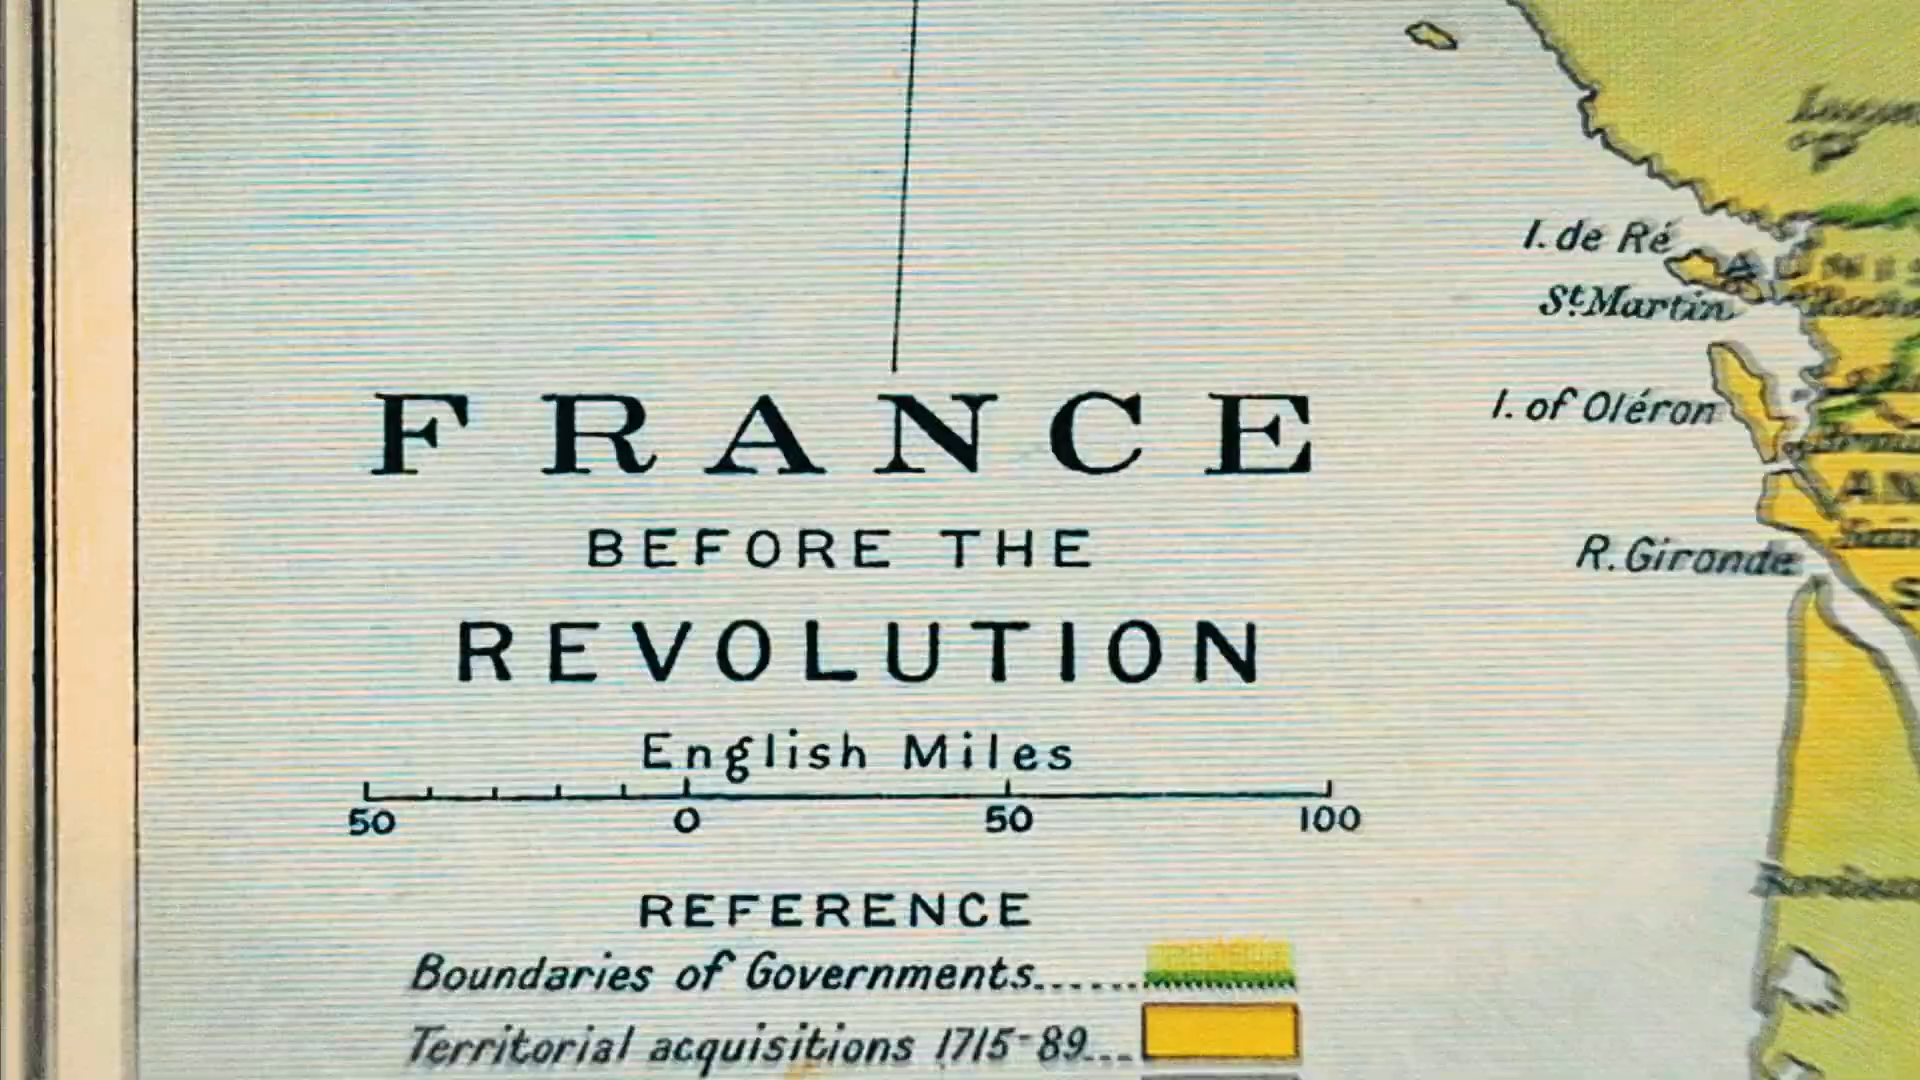 I. de Ré
St. Martin
FRANCE
I. of Oléron
BEFORE THE
R. Gironde
REVOLUTION
English Miles
50 0 50 100
REFERENCE
Boundaries of Governments......
Territorial acquisitions 1715-89...